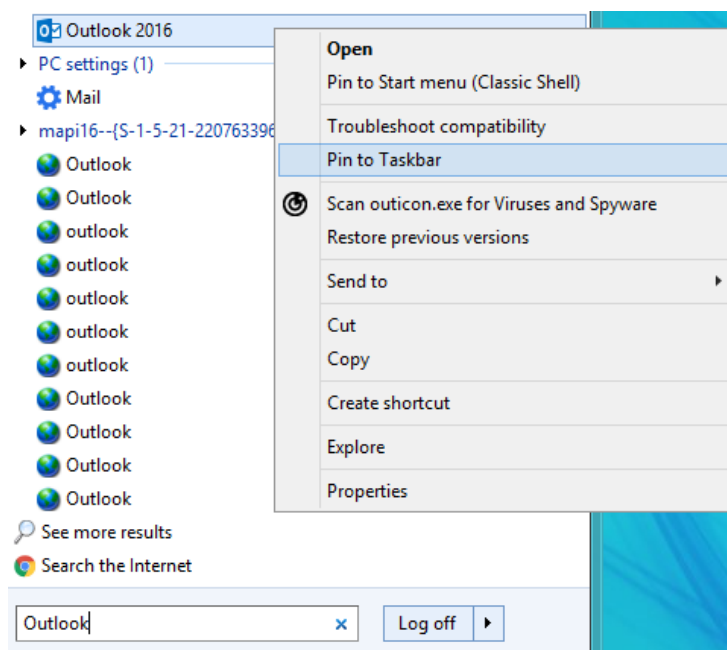 Outlook 2016
PC settings (1)
Mail
mapi16--{S-1-5-21-220763396
Outlook
Outlook
outlook
outlook
outlook
outlook
outlook
Outlook
Outlook
Outlook
Outlook
See more results
Search the Internet
Outlook
Log off
Open
Pin to Start menu (Classic Shell)
Troubleshoot compatibility
Pin to Taskbar
Scan outicon.exe for Viruses and Spyware
Restore previous versions
Send to
Cut
Copy
Create shortcut
Explore
Properties